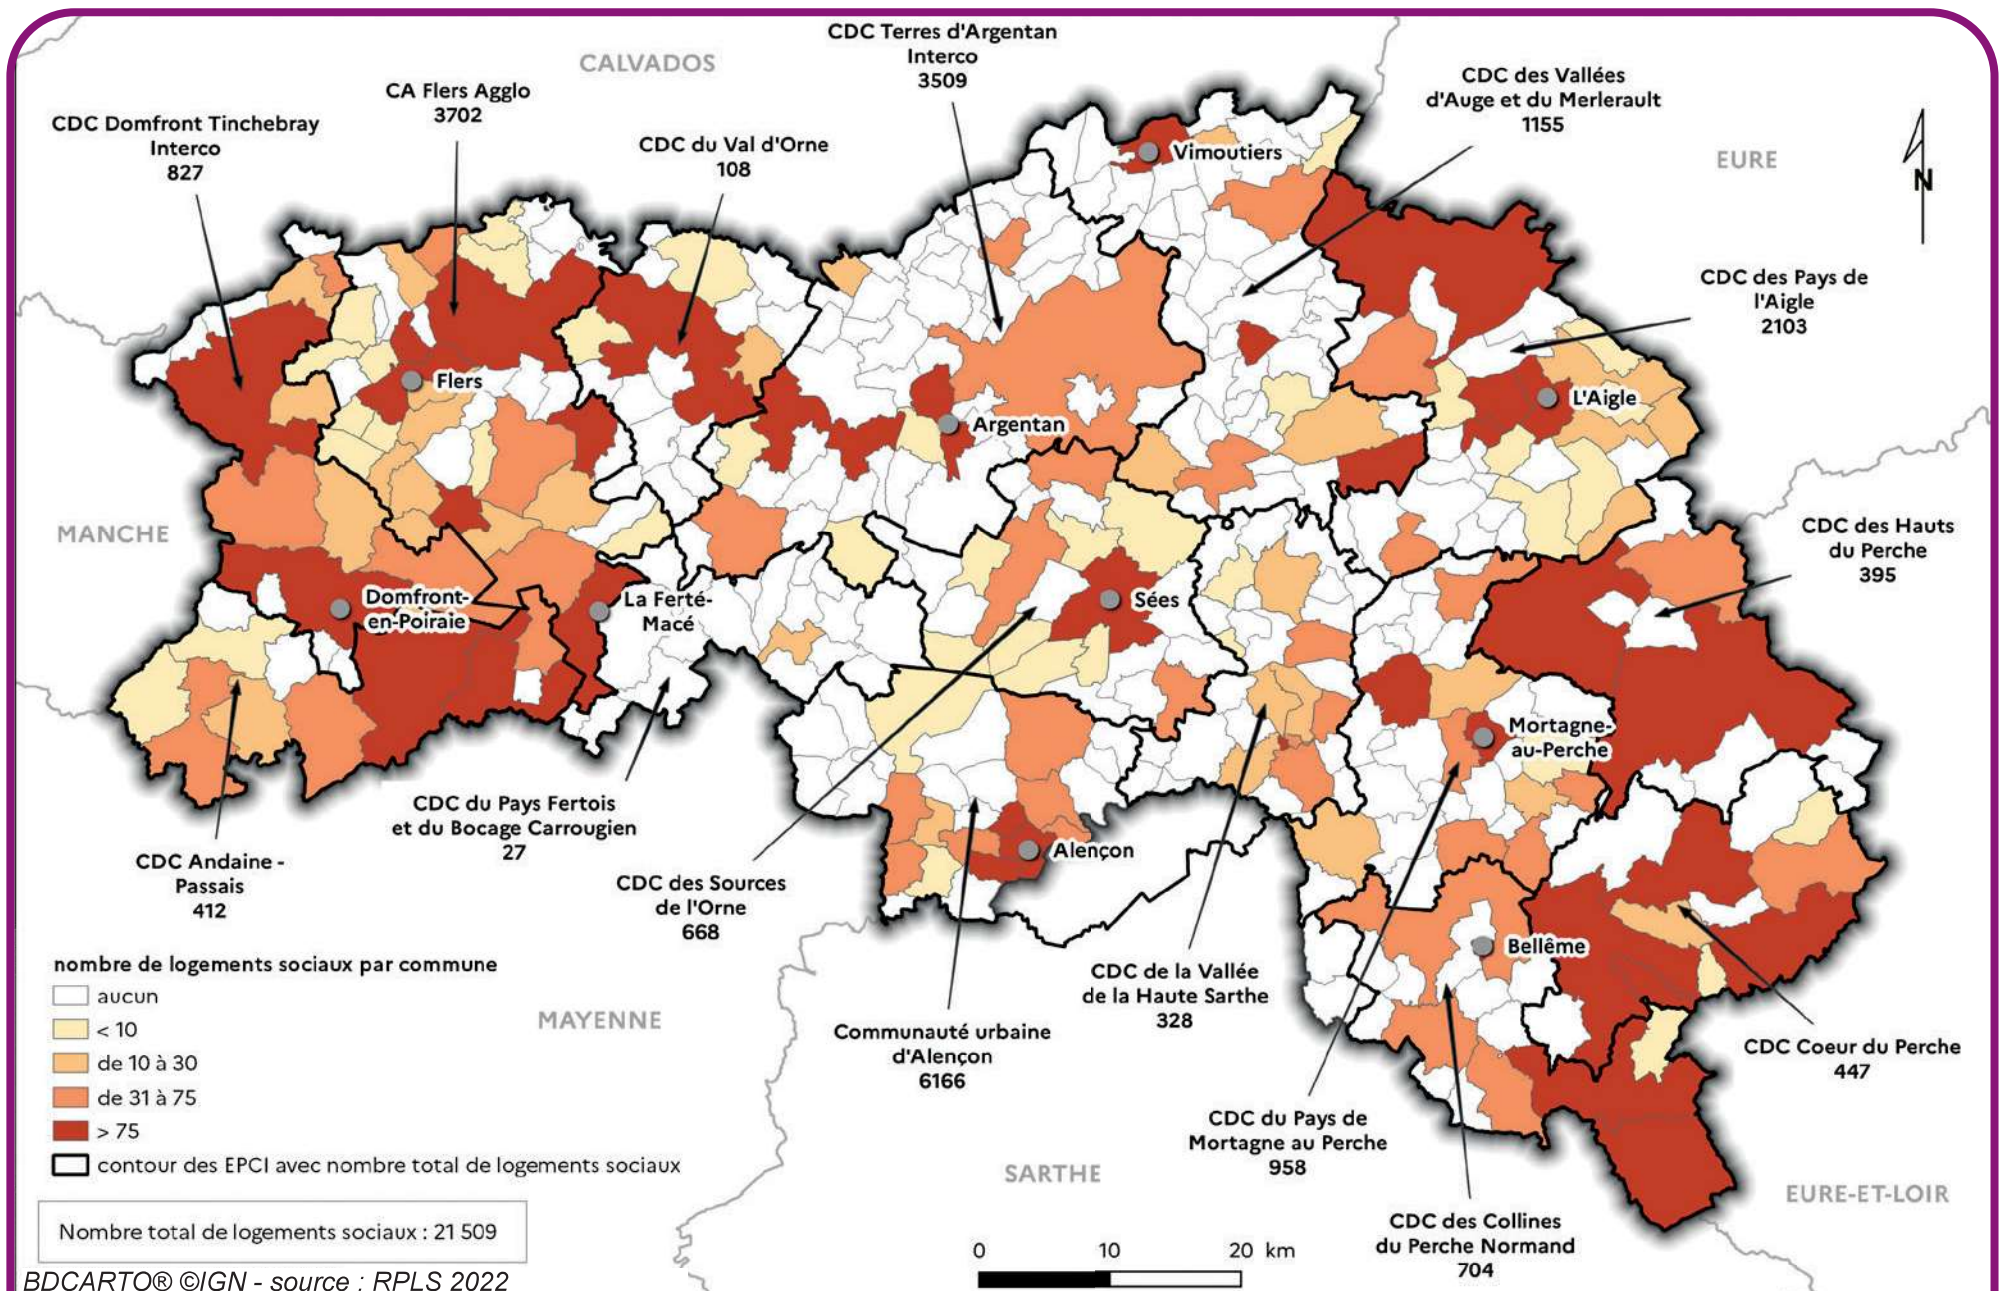 CALVADOS
CDC Terres d'Argentan
Interco
3509
CDC des Vallées
d'Auge et du Merlerault
1155
CA Flers Agglo
3702
CDC Domfront Tinchebray
Interco
827
CDC du Val d'Orne
108
Vimoutiers
EURE
N
CDC des Pays de
l'Aigle
2103
Flers
L'Aigle
Argentan
MANCHE
CDC des Hauts
du Perche
395
Domfront-
en-Poiraie
La Ferté-
Macé
Sées
Mortagne-
au-Perche
CDC du Pays Fertois
et du Bocage Carrougien
27
CDC Andaine -
Passais
412
CDC des Sources
de l'Orne
668
Alençon
Bellême
nombre de logements sociaux par commune
aucun
< 10
de 10 à 30
de 31 à 75
> 75
contour des EPCI avec nombre total de logements sociaux
MAYENNE
Communauté urbaine
d'Alençon
6166
CDC de la Vallée
de la Haute Sarthe
328
CDC Coeur du Perche
447
CDC du Pays de
Mortagne au Perche
958
SARTHE
EURE-ET-LOIR
CDC des Collines
du Perche Normand
704
Nombre total de logements sociaux : 21 509
0 10 20 km
BDCARTO® ©IGN - source : RPLS 2022